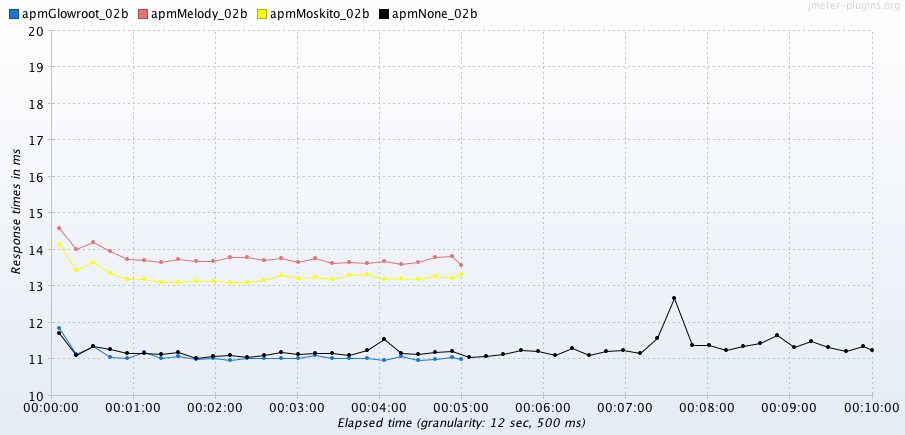 jmeter-plugins.org
apmGlowroot_02b apmMelody_02b apmMoskito_02b apmNone_02b
20
19
18
17
16
15
14
13
12
11
10
Response times in ms
00:00:00 00:01:00 00:02:00 00:03:00 00:04:00 00:05:00 00:06:00 00:07:00 00:08:00 00:09:00 00:10:00
Elapsed time (granularity: 12 sec, 500 ms)